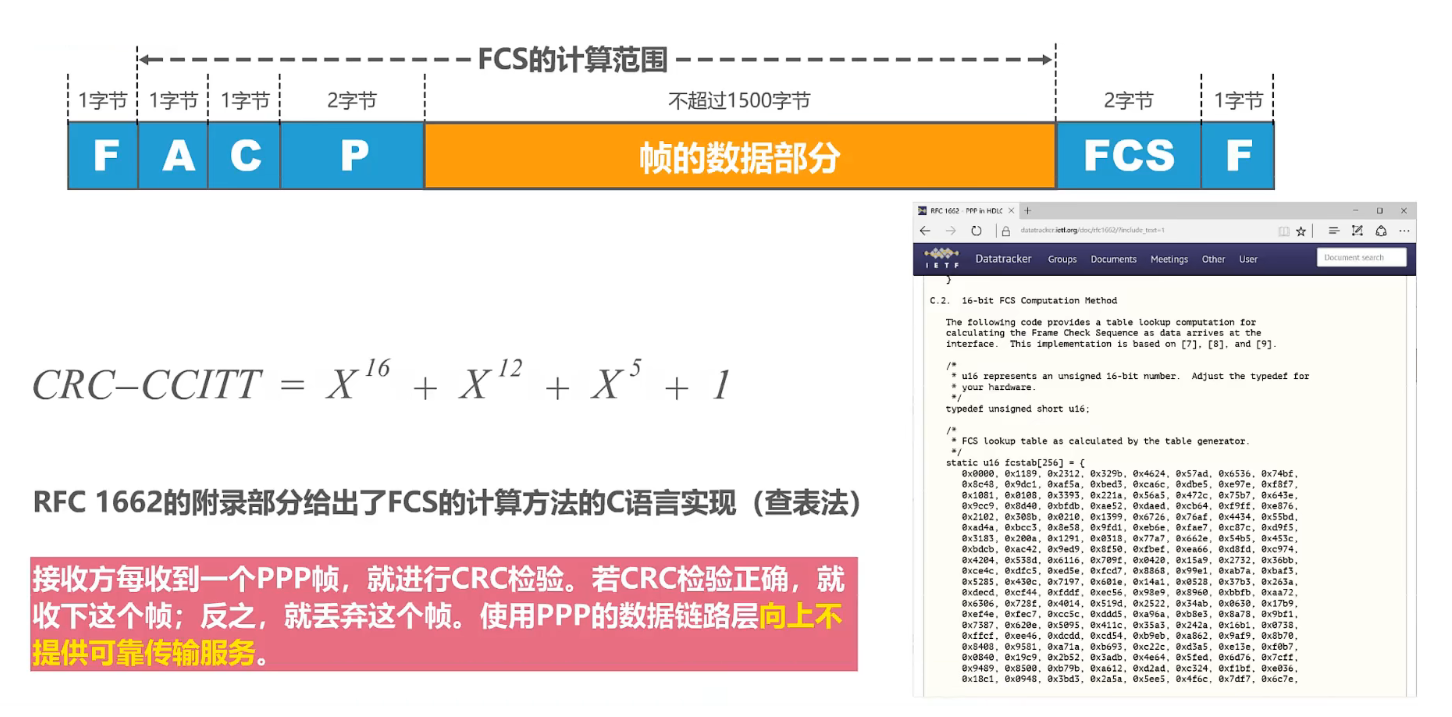 FCS的计算范围
1字节 1字节 1字节 2字节 不超过1500字节 2字节 1字节
F A C P 帧的数据部分 FCS F
RFC 1662 - PPP in HDLC
datatracker.ietf.org/doc/rfc1662/?include_text=1
IETF Datatracker Groups Documents Meetings Other User Document search
}
C.2. 16-bit FCS Computation Method
The following code provides a table lookup computation for
calculating the Frame Check Sequence as data arrives at the
interface. This implementation is based on [7], [8], and [9].
/*
* u16 represents an unsigned 16-bit number. Adjust the typedef for
* your hardware.
*/
typedef unsigned short u16;
/*
* FCS lookup table as calculated by the table generator.
*/
static u16 fcstab[256] = {
0x0000, 0x1189, 0x2312, 0x329b, 0x4624, 0x57ad, 0x6536, 0x74bf,
0x8c48, 0x9dc1, 0xaf5a, 0xbed3, 0xca6c, 0xdbe5, 0xe97e, 0xf8f7,
0x1081, 0x0108, 0x3393, 0x221a, 0x56a5, 0x472c, 0x75b7, 0x643e,
0x9cc9, 0x8d40, 0xbfdb, 0xae52, 0xdaed, 0xcb64, 0xf9ff, 0xe876,
0x2102, 0x308b, 0x0210, 0x1399, 0x6726, 0x76af, 0x4434, 0x55bd,
0xad4a, 0xbcc3, 0x8e58, 0x9fd1, 0xeb6e, 0xfae7, 0xc87c, 0xd9f5,
0x3183, 0x200a, 0x1291, 0x0318, 0x77a7, 0x662e, 0x54b5, 0x453c,
0xbdcb, 0xac42, 0x9ed9, 0x8f50, 0xfbef, 0xea66, 0xd8fd, 0xc974,
0x4204, 0x538d, 0x6116, 0x709f, 0x0420, 0x15a9, 0x2732, 0x36bb,
0xce4c, 0xdfc5, 0xed5e, 0xfcd7, 0x8868, 0x99e1, 0xab7a, 0xbaf3,
0x5285, 0x430c, 0x7197, 0x601e, 0x14a1, 0x0528, 0x37b3, 0x263a,
0xdecd, 0xcf44, 0xfddf, 0xec56, 0x98e9, 0x8960, 0xbbfb, 0xaa72,
0x6306, 0x728f, 0x4014, 0x519d, 0x2522, 0x34ab, 0x0630, 0x17b9,
0xef4e, 0xfec7, 0xcc5c, 0xddd5, 0xa96a, 0xb8e3, 0x8a78, 0x9bf1,
0x7387, 0x620e, 0x5095, 0x411c, 0x35a3, 0x242a, 0x16b1, 0x0738,
0xffcf, 0xee46, 0xdcdd, 0xcd54, 0xb9eb, 0xa862, 0x9af9, 0x8b70,
0x8408, 0x9581, 0xa71a, 0xb693, 0xc22c, 0xd3a5, 0xe13e, 0xf0b7,
0x0840, 0x19c9, 0x2b52, 0x3adb, 0x4e64, 0x5fed, 0x6d76, 0x7cff,
0x9489, 0x8500, 0xb79b, 0xa612, 0xd2ad, 0xc324, 0xf1bf, 0xe036,
0x18c1, 0x0948, 0x3bd3, 0x2a5a, 0x5ee5, 0x4f6c, 0x7df7, 0x6c7e,
CRC-CCITT = X^16 + X^12 + X^5 + 1
RFC 1662的附录部分给出了FCS的计算方法的C语言实现（查表法）
接收方每收到一个PPP帧，就进行CRC检验。若CRC检验正确，就
收下这个帧；反之，就丢弃这个帧。使用PPP的数据链路层向上不
提供可靠传输服务。